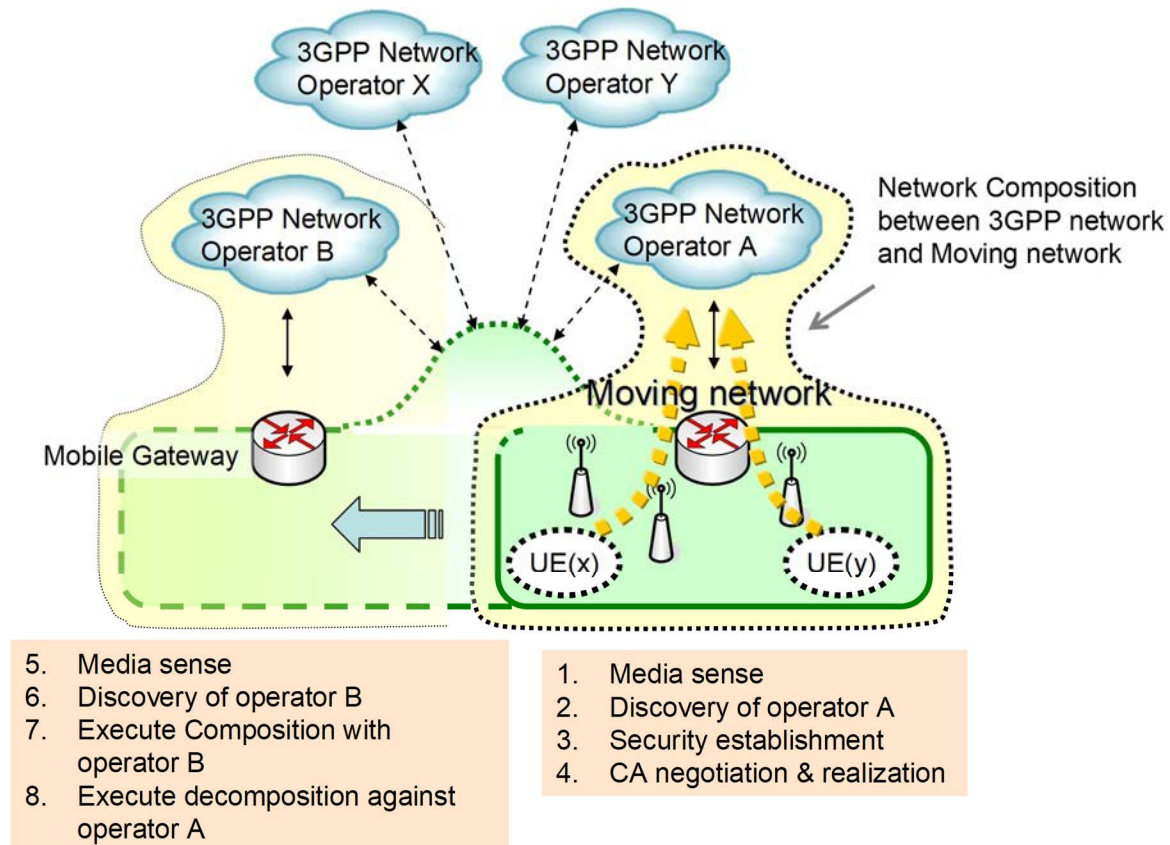 3GPP Network
Operator X
3GPP Network
Operator Y
3GPP Network
Operator B
3GPP Network
Operator A
Network Composition
between 3GPP network
and Moving network
Moving network
Mobile Gateway
UE(x)
UE(y)
5. Media sense
6. Discovery of operator B
7. Execute Composition with
operator B
8. Execute decomposition against
operator A
1. Media sense
2. Discovery of operator A
3. Security establishment
4. CA negotiation & realization